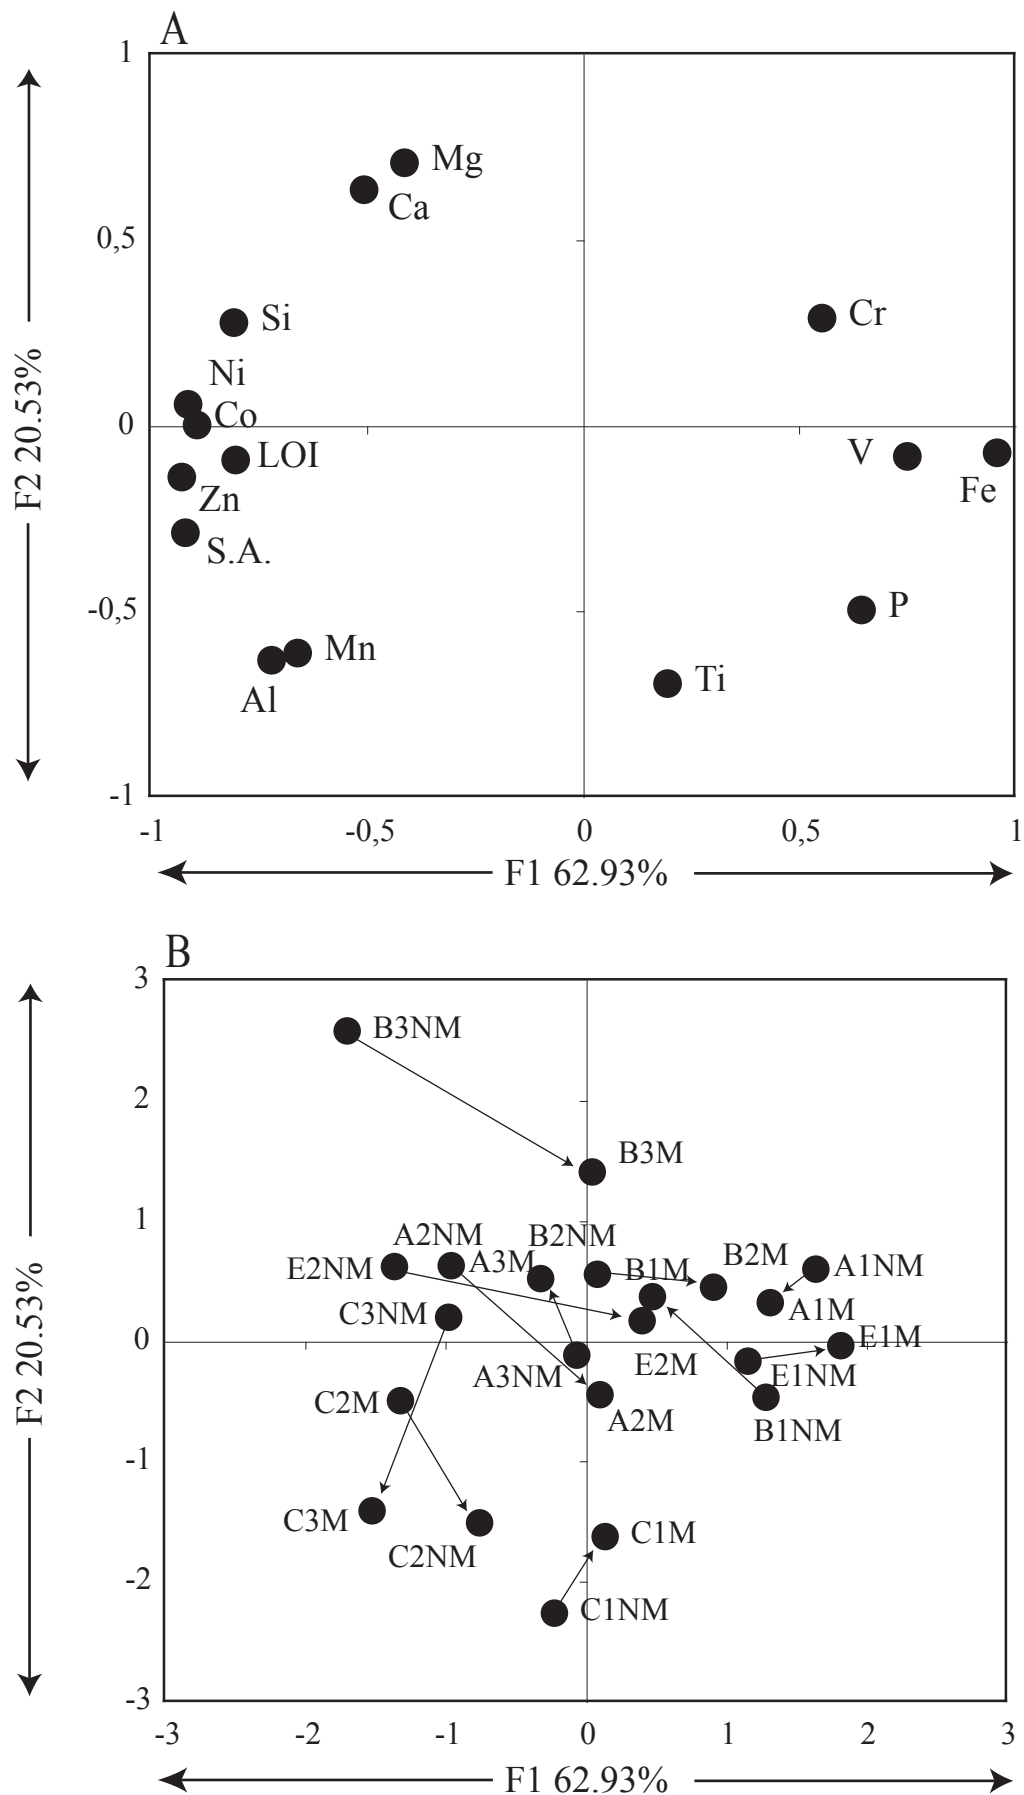 A
1
Mg
Ca
0,5
Si
Cr
Ni
Co
0
LOI
V
Fe
Zn
S.A.
-0,5
P
Mn
Ti
Al
-1
-1
-0,5
0
0,5
1
F1 62.93%
F2 20.53%
B
3
B3NM
2
B3M
1
A2NM
B2NM
A3M
B2M
E2NM
B1M
A1NM
C3NM
A1M
0
E1M
A3NM
E2M
E1NM
C2M
A2M
B1NM
-1
C3M
C1M
C2NM
-2
C1NM
-3
-3
-2
-1
0
1
2
3
F1 62.93%
F2 20.53%